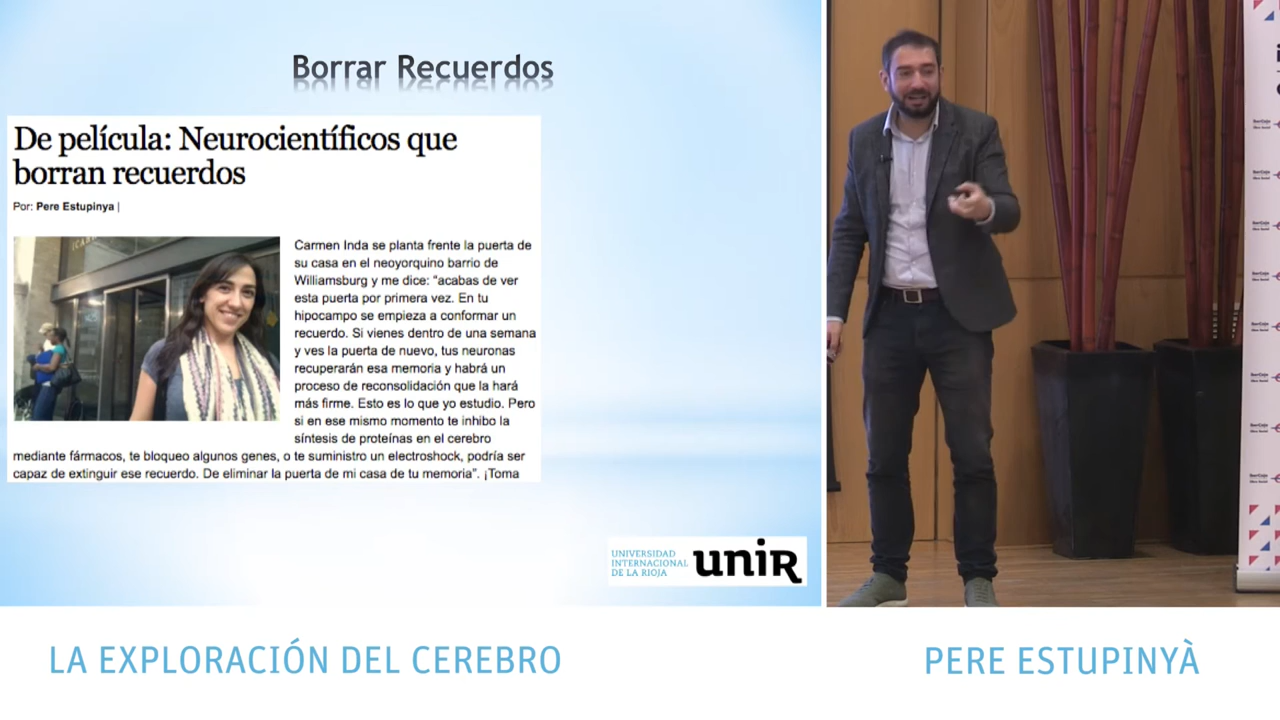 Borrar Recuerdos
De película: Neurocientíficos que
borran recuerdos
Por: Pere Estupinya |
Carmen Inda se planta frente la puerta de
su casa en el neoyorquino barrio de
Williamsburg y me dice: “acabas de ver
esta puerta por primera vez. En tu
hipocampo se empieza a conformar un
recuerdo. Si vienes dentro de una semana
y ves la puerta de nuevo, tus neuronas
recuperarán esa memoria y habrá un
proceso de reconsolidación que la hará
más firme. Esto es lo que yo estudio. Pero
si en ese mismo momento te inhibo la
síntesis de proteínas en el cerebro
mediante fármacos, te bloqueo algunos genes, o te suministro un electroshock, podría ser
capaz de extinguir ese recuerdo. De eliminar la puerta de mi casa de tu memoria”. ¡Toma
UNIVERSIDAD
INTERNACIONAL
DE LA RIOJA
unir
LA EXPLORACIÓN DEL CEREBRO
PERE ESTUPINYÀ